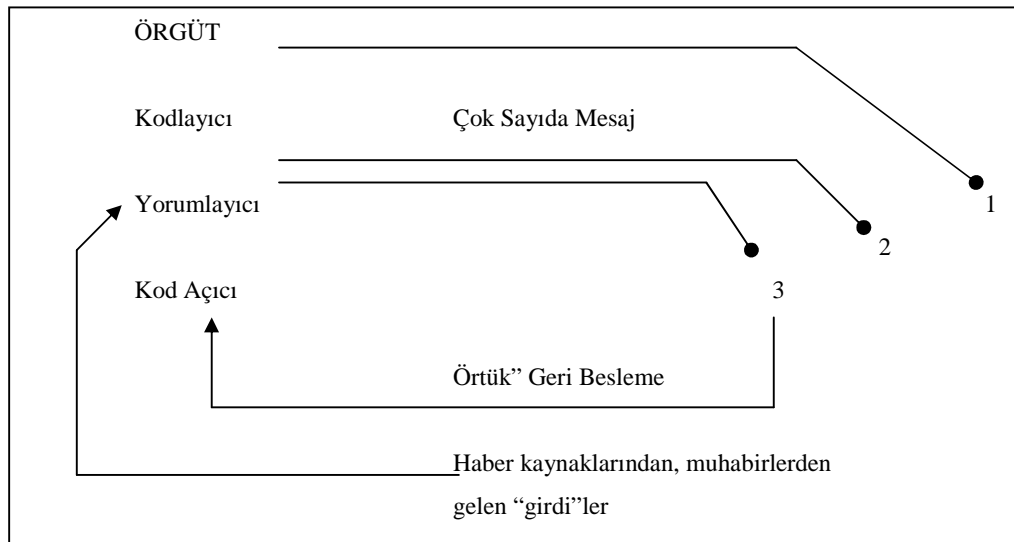 ÖRGÜT
Kodlayıcı
Çok Sayıda Mesaj
Yorumlayıcı
1
2
Kod Açıcı
3
Örtük” Geri Besleme
Haber kaynaklarından, muhabirlerden
gelen “girdi”ler